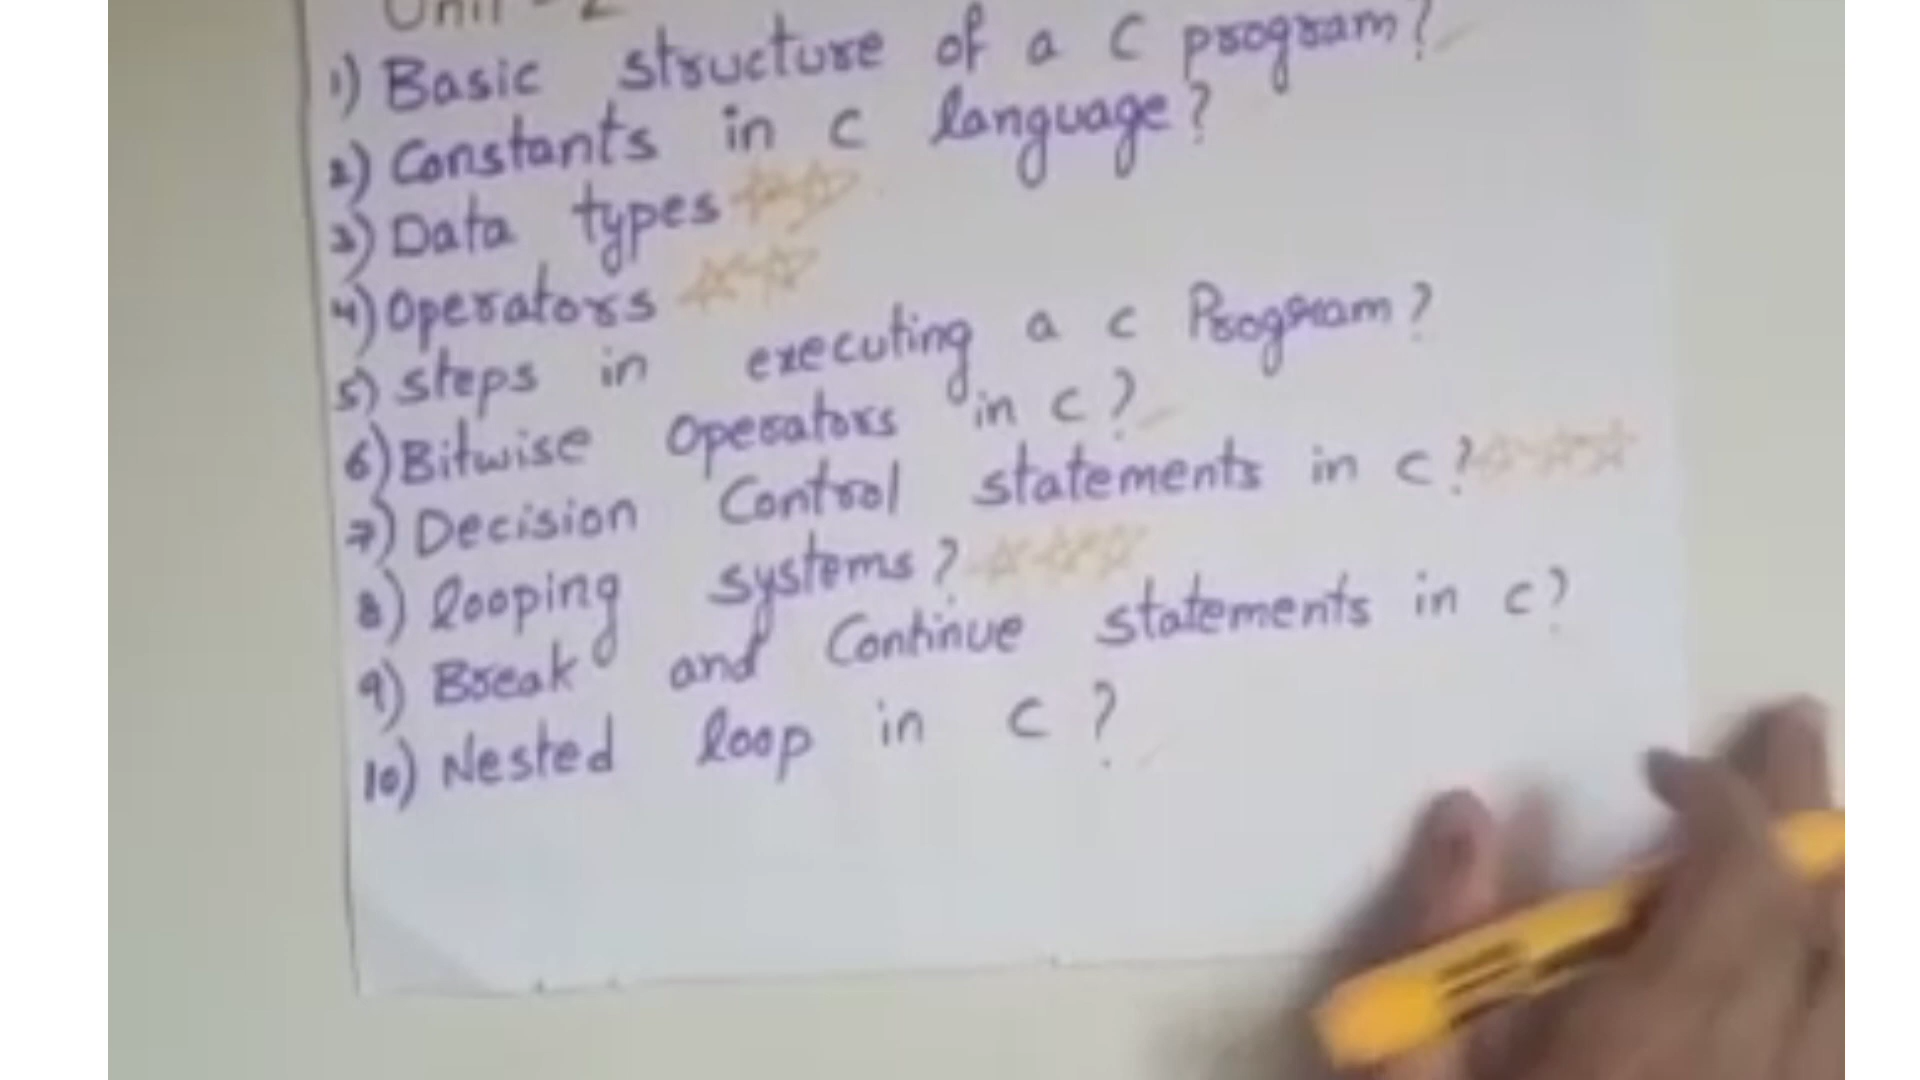 Unit - 2
1) Basic structure of a C program?
2) Constants in C language?
3) Data types
4) Operators
5) steps in executing a c Program?
6) Bitwise Operators in c?
7) Decision Control statements in c?
8) looping systems?
9) Break and Continue statements in c?
10) Nested loop in c?